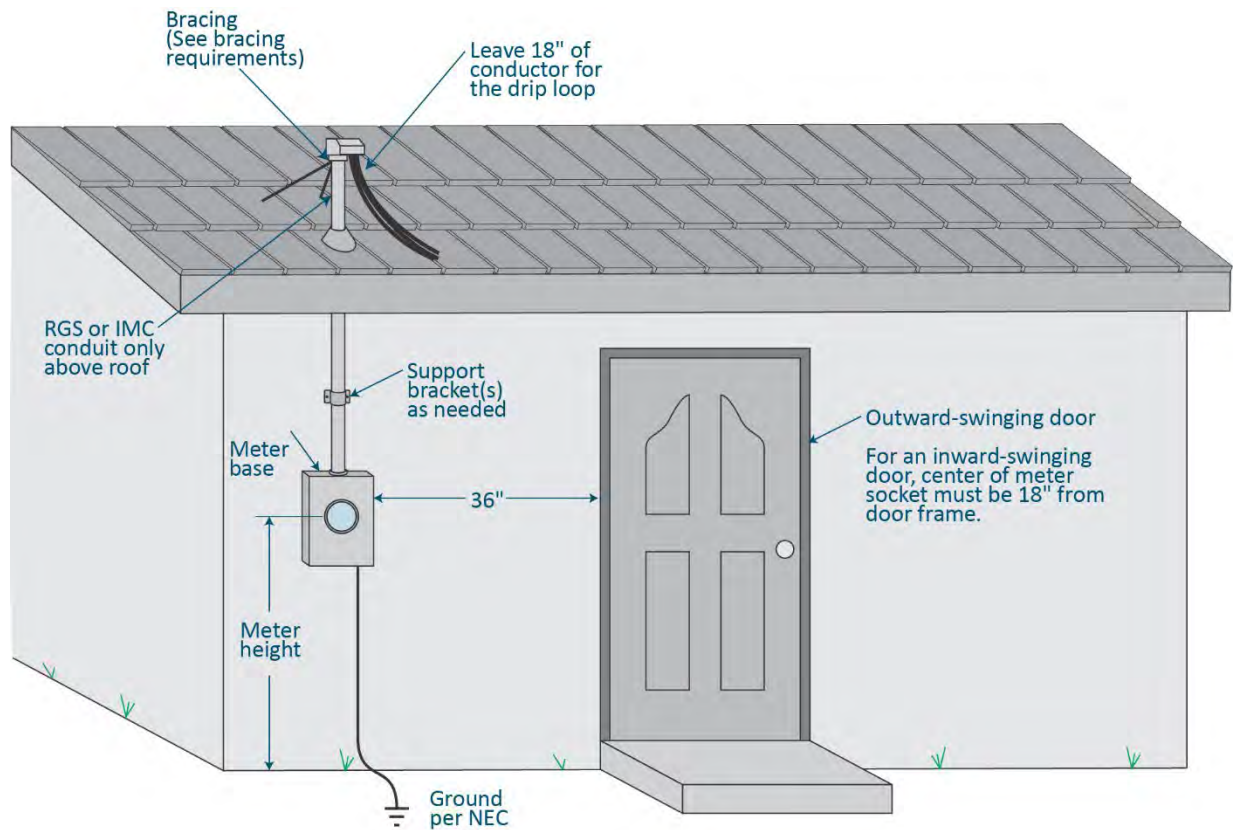 Bracing
(See bracing
requirements)
Leave 18" of
conductor for
the drip loop
RGS or IMC
conduit only
above roof
Support
bracket(s)
as needed
Meter
base
36"
Outward-swinging door
For an inward-swinging
door, center of meter
socket must be 18" from
door frame.
Meter
height
Ground
per NEC